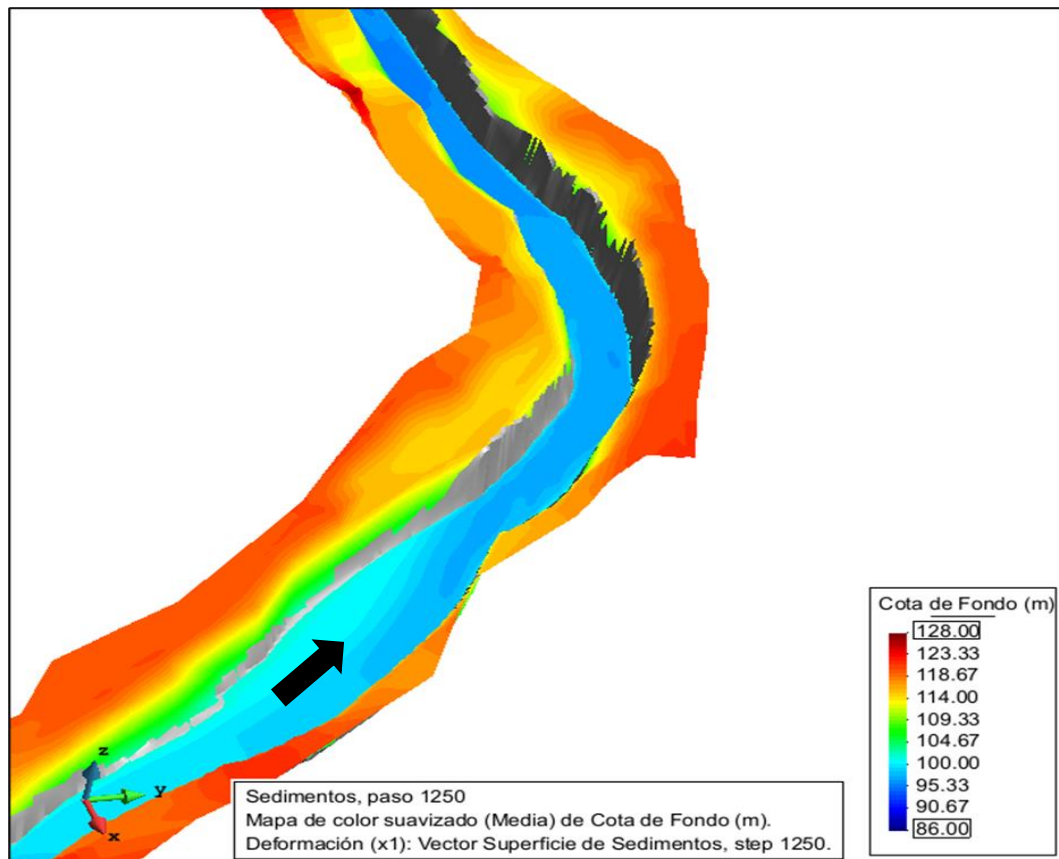 z
y
x
Sedimentos, paso 1250
Mapa de color suavizado (Media) de Cota de Fondo (m).
Deformación (x1): Vector Superficie de Sedimentos, step 1250.
Cota de Fondo (m)
128.00
123.33
118.67
114.00
109.33
104.67
100.00
95.33
90.67
86.00